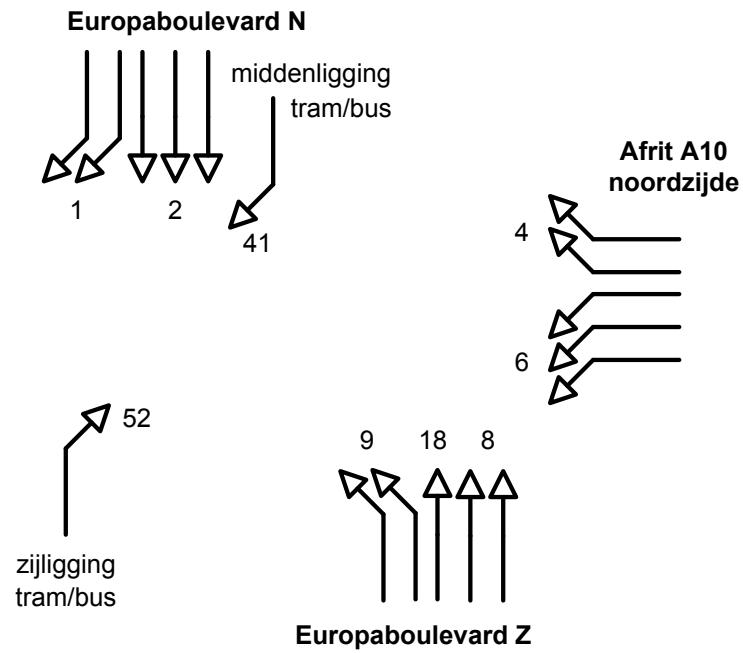 Europaboulevard N
middenligging
tram/bus
1
2
41
Afrit A10
noordzijde
4
6
52
9
18
8
zijligging
tram/bus
Europaboulevard Z